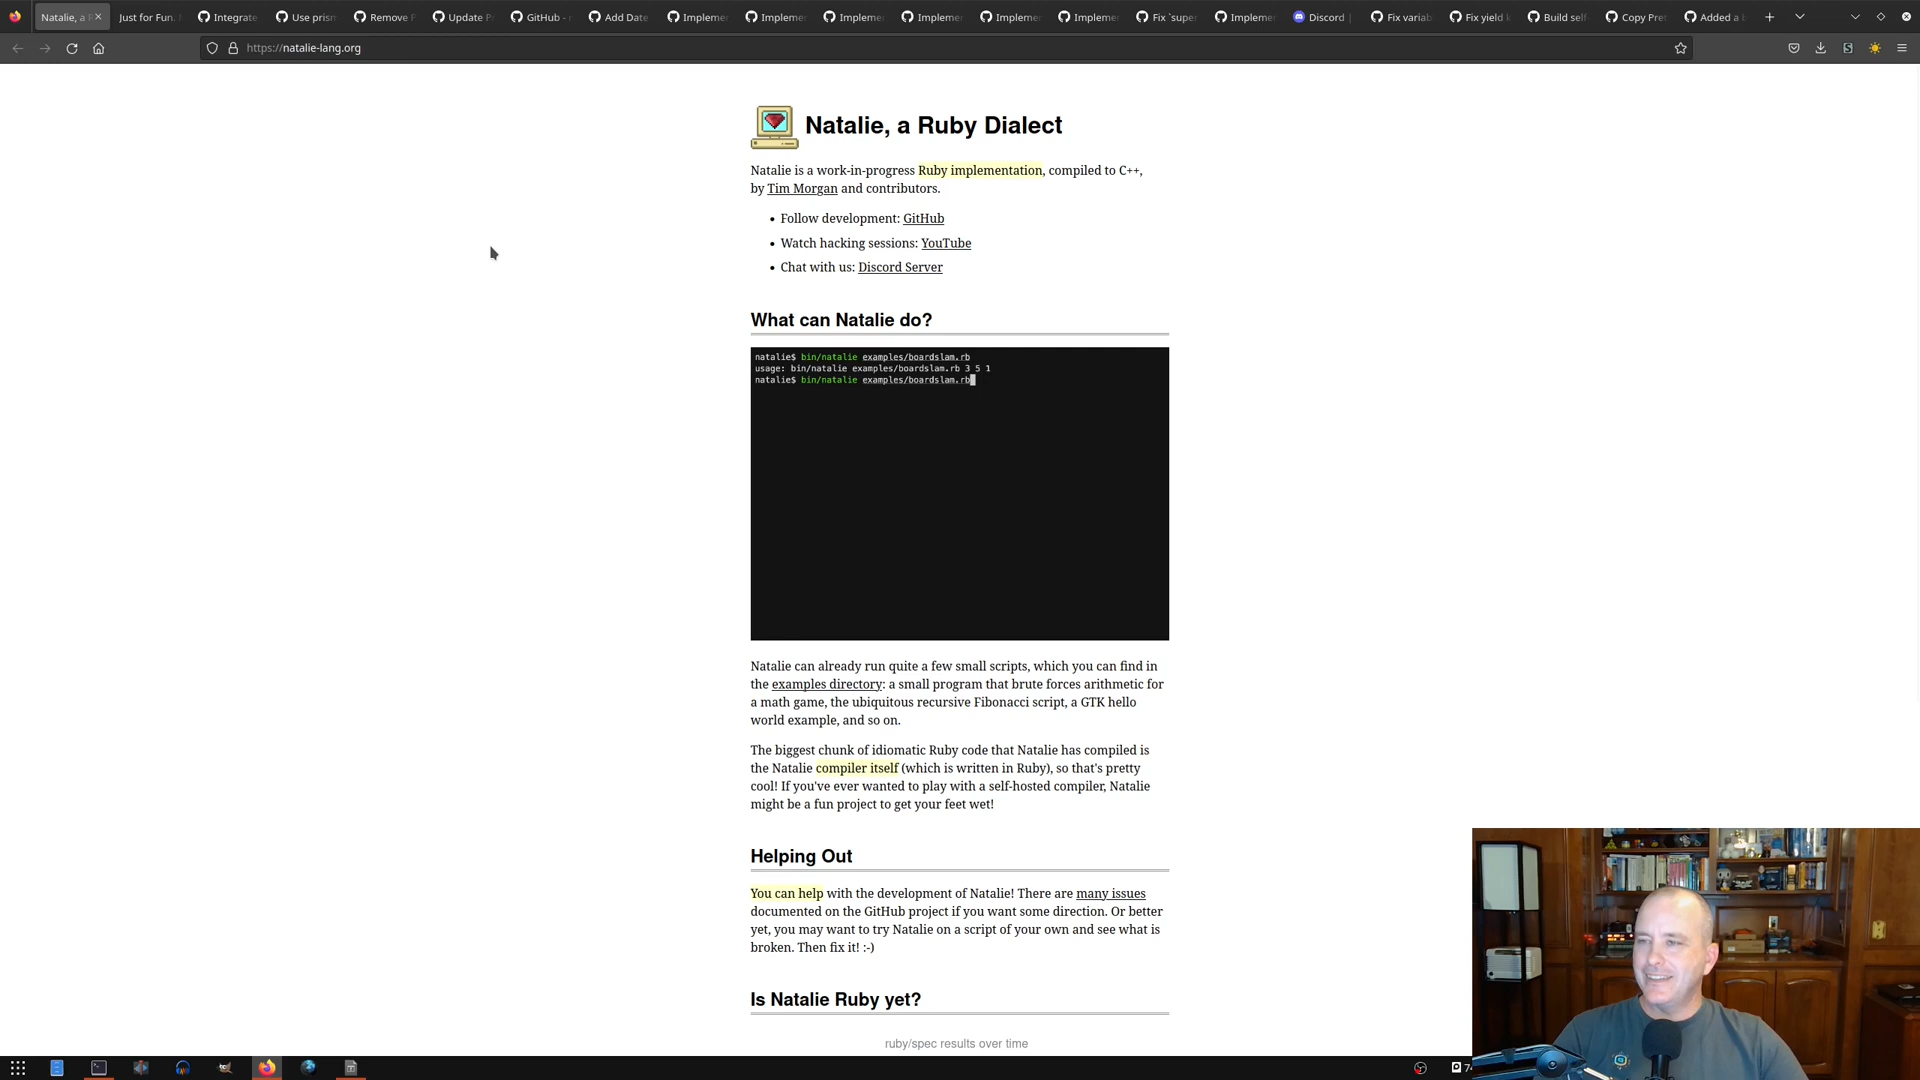 Natalie, a R
Just for Fun.
Integrate
Use prism
Remove P
Update P
GitHub -
Add Date
Implemen
Implemen
Implemen
Implemen
Implemen
Implemen
Fix `super
Implemen
Discord |
Fix variab
Fix yield
Build self
Copy Pre
Added a b
https://natalie-lang.org
Natalie, a Ruby Dialect
Natalie is a work-in-progress Ruby implementation, compiled to C++,
by Tim Morgan and contributors.
• Follow development: GitHub
• Watch hacking sessions: YouTube
• Chat with us: Discord Server
What can Natalie do?
natalie$ bin/natalie examples/boardslam.rb
usage: bin/natalie examples/boardslam.rb 3 5 1
natalie$ bin/natalie examples/boardslam.rb
Natalie can already run quite a few small scripts, which you can find in
the examples directory: a small program that brute forces arithmetic for
a math game, the ubiquitous recursive Fibonacci script, a GTK hello
world example, and so on.
The biggest chunk of idiomatic Ruby code that Natalie has compiled is
the Natalie compiler itself (which is written in Ruby), so that's pretty
cool! If you've ever wanted to play with a self-hosted compiler, Natalie
might be a fun project to get your feet wet!
Helping Out
You can help with the development of Natalie! There are many issues
documented on the GitHub project if you want some direction. Or better
yet, you may want to try Natalie on a script of your own and see what is
broken. Then fix it! :-)
Is Natalie Ruby yet?
ruby/spec results over time